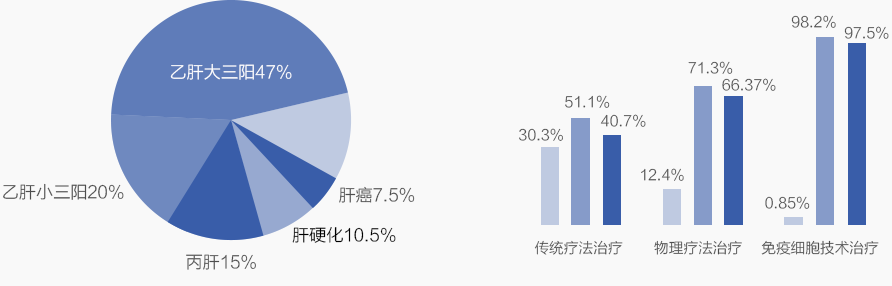 乙肝大三阳47%
乙肝小三阳20%
丙肝15%
肝硬化10.5%
肝癌7.5%
30.3%
51.1%
40.7%
传统疗法治疗
12.4%
71.3%
66.37%
物理疗法治疗
0.85%
98.2%
97.5%
免疫细胞技术治疗